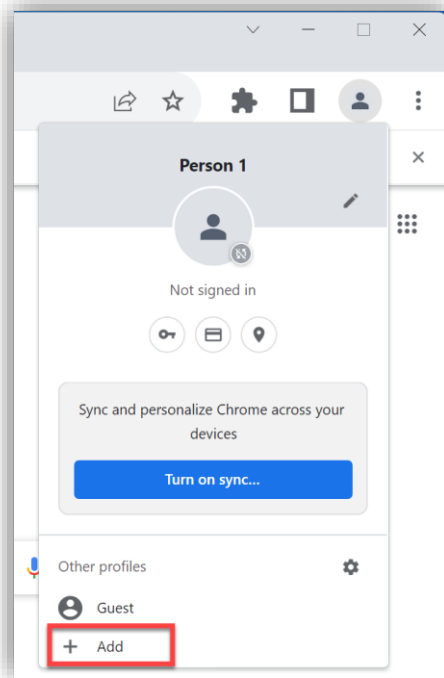 Person 1
Not signed in
Sync and personalize Chrome across your
devices
Turn on sync...
Other profiles
Guest
Add